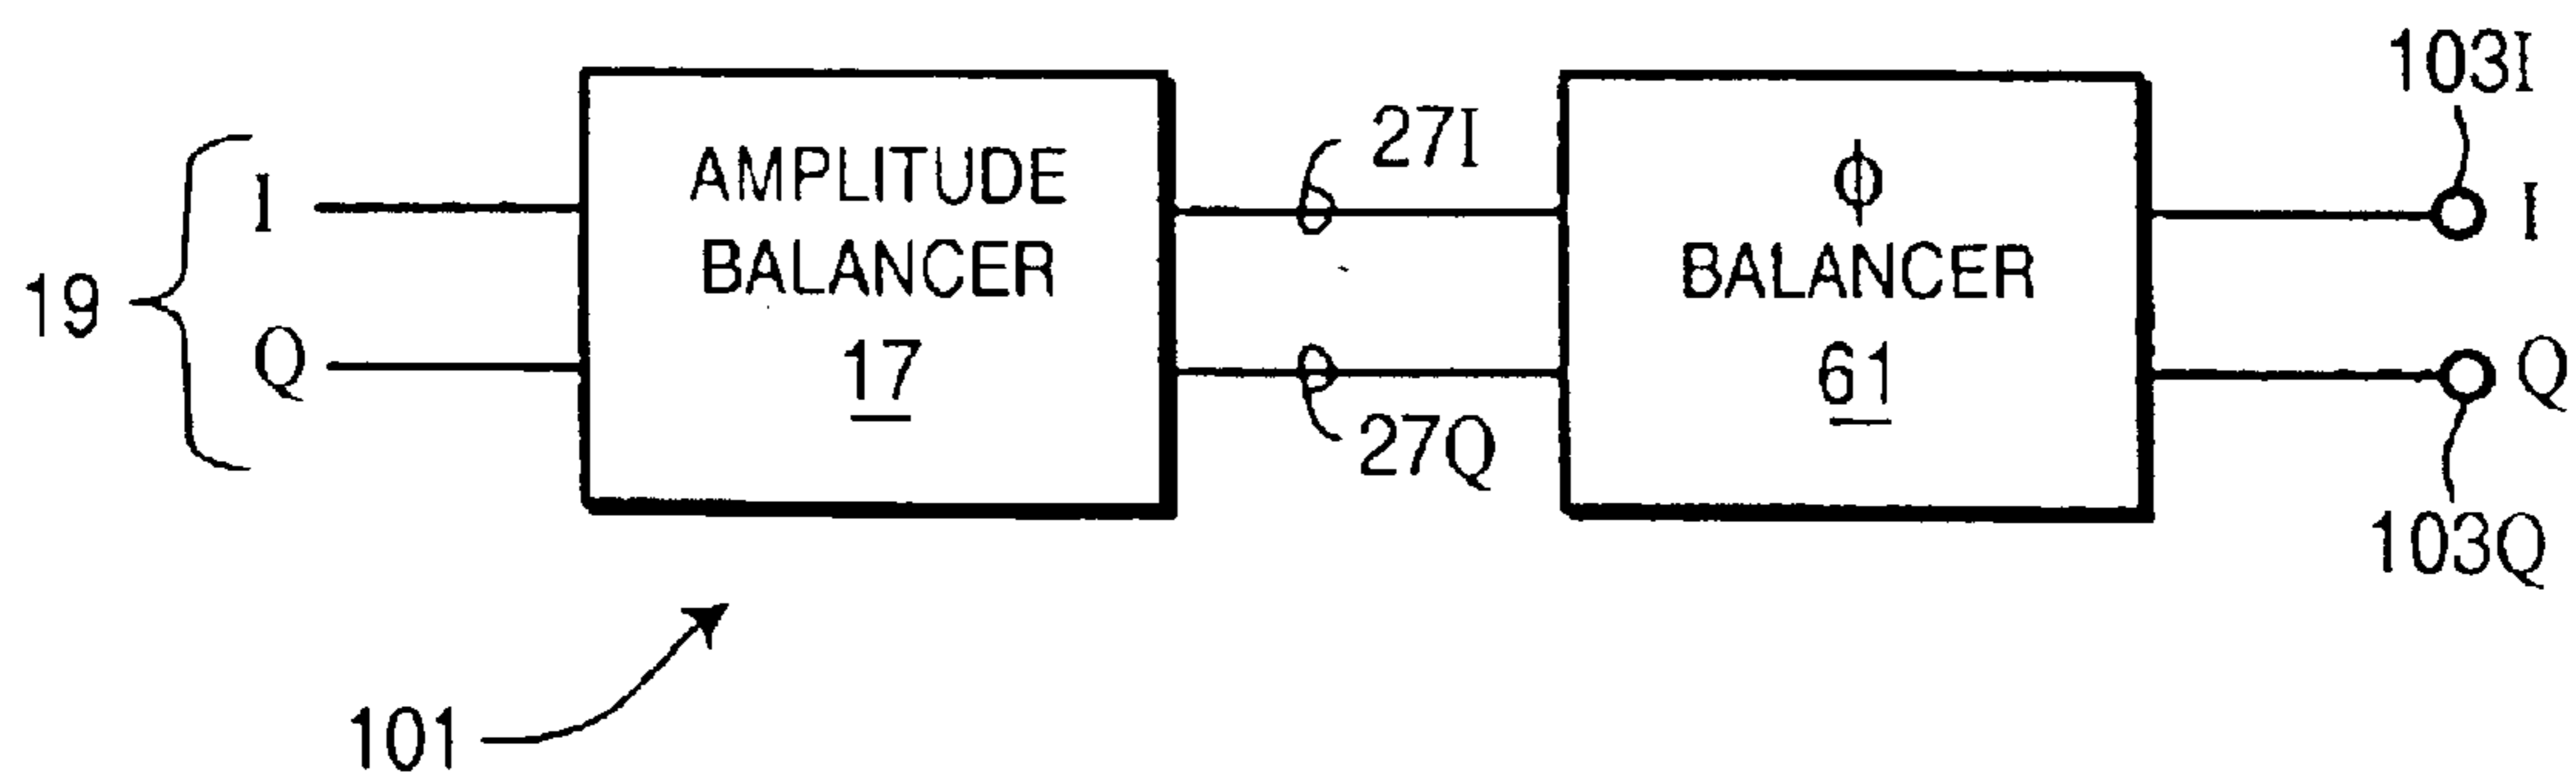 19
I
Q
AMPLITUDE
BALANCER
17
27I
27Q
ϕ
BALANCER
61
103I
I
Q
103Q
101